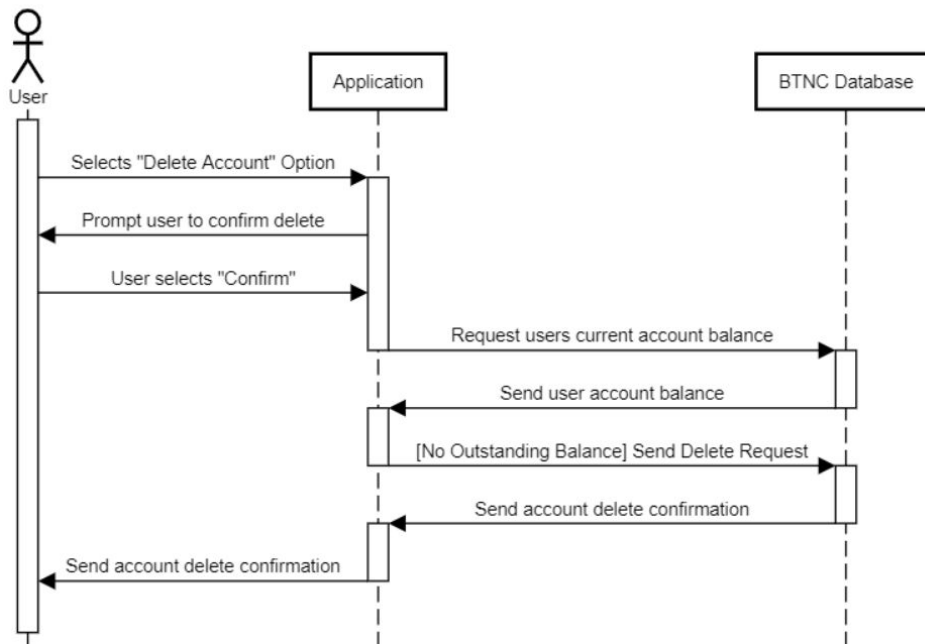 User
Application
BTNC Database
Selects "Delete Account" Option
Prompt user to confirm delete
User selects "Confirm"
Request users current account balance
Send user account balance
[No Outstanding Balance] Send Delete Request
Send account delete confirmation
Send account delete confirmation